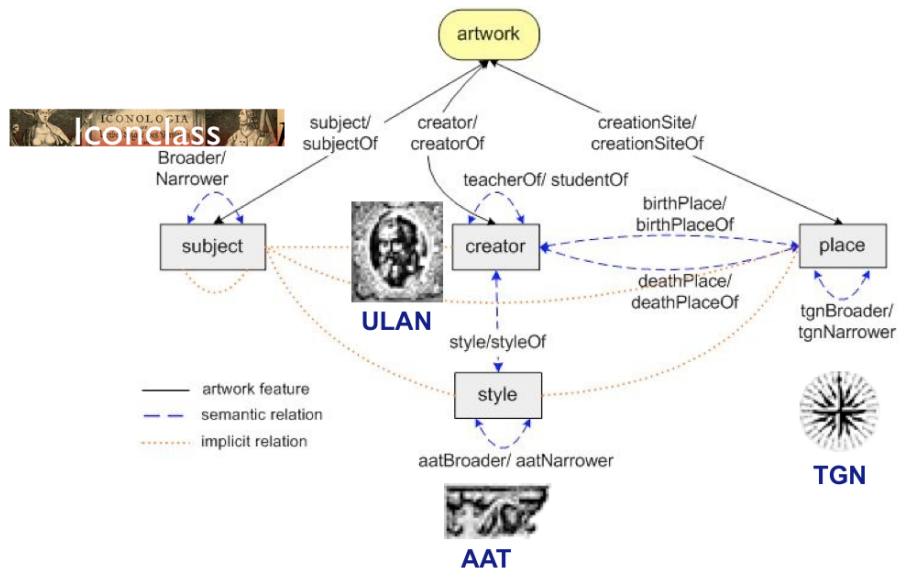 artwork
ICONOLOGIA
Iconclass
subject/
subjectOf
creator/
creatorOf
creationSite/
creationSiteOf
Broader/
Narrower
teacherOf/ studentOf
birthPlace/
birthPlaceOf
subject
creator
place
deathPlace/
deathPlaceOf
ULAN
tgnBroader/
tgnNarrower
style/styleOf
artwork feature
style
semantic relation
implicit relation
aatBroader/ aatNarrower
TGN
AAT